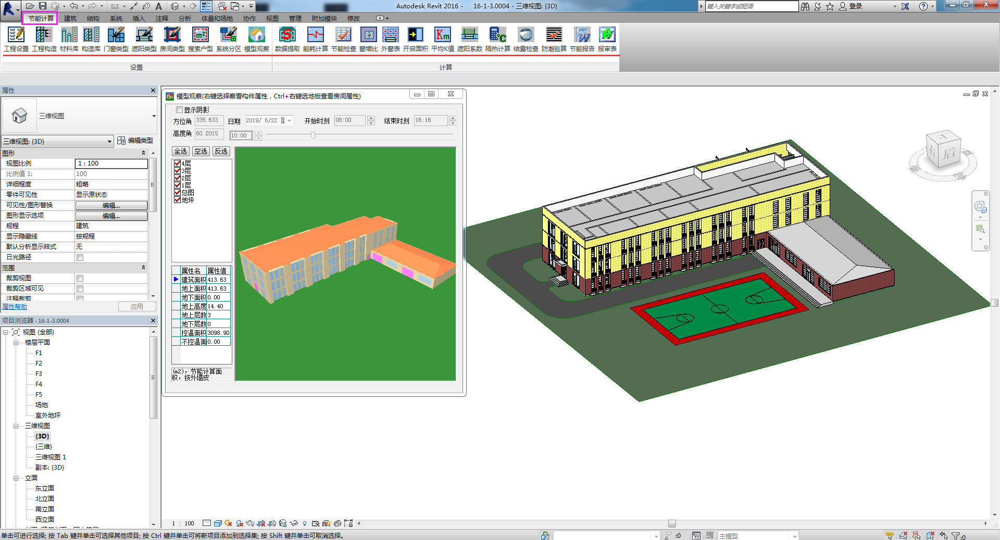 Autodesk Revit 2016 -      16-1-3.0004 - 三维视图: {3D}
键入关键字或短语
登录
节能计算 建筑 结构 系统 插入 注释 分析 体量和场地 协作 视图 管理 附加模块 修改
工程设置 工程构造 材料库 构造库 门窗类型 遮阳类型 房间类型 搜索户型 系统分区 模型观察 数据提取 能耗计算 节能检查 窗墙比 外窗表 开启面积 平均K值 遮阳系数 隔热计算 结露检查 防潮验算 节能报告 报审表
设置 计算
属性
三维视图
三维视图: {3D} 编辑类型
图形
视图比例 1 : 100
比例值 1: 100
详细程度 粗略
零件可见性 显示原状态
可见性/图形替换 编辑...
图形显示选项 编辑...
规程 建筑
显示隐藏线 按规程
默认分析显示样式 无
日光路径
范围
裁剪视图
裁剪区域可见
注释裁剪
属性帮助 应用
项目浏览器 - 16-1-3.0004
视图 (全部)
楼层平面
F1
F2
F3
F4
F5
场地
室外地坪
三维视图
{3D}
{三维}
三维视图 1
副本: {3D}
立面
东立面
北立面
南立面
西立面
模型观察(右键选择察看构件属性，Ctrl+右键选地板查看房间属性)
显示阴影
方位角 335.633 日期 2019/ 6/22 开始时刻 08:00 结束时刻 16:16
高度角 60.2015 10:00
全选 空选 反选
4层
3层
2层
1层
总图
地坪
属性名 属性值
建筑面积 413.63
地上面积 413.63
地下面积 0.00
地上高度 14.40
地上层数 3
地下层数 0
控温面积 3098.90
不控温面 0.00
(m2), 节能计算面
积, 按外墙皮
右 后
1 : 100
单击可进行选择; 按 Tab 键并单击可选择其他项目; 按 Ctrl 键并单击可将新项目添加到选择集; 按 Shift 键并单击可取消选择。
:0
主模型
:0